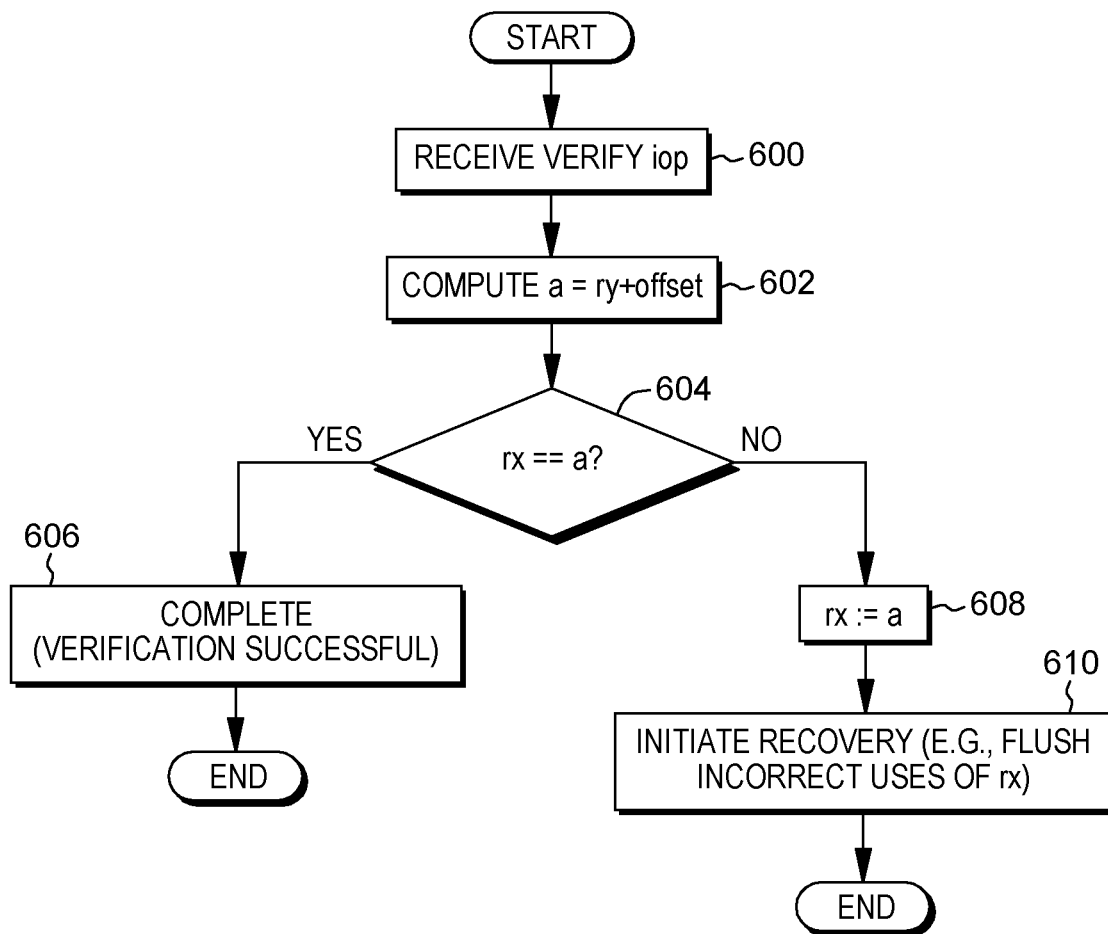 START
RECEIVE VERIFY iop
600
COMPUTE a = ry+offset
602
604
YES
rx == a?
NO
606
COMPLETE
(VERIFICATION SUCCESSFUL)
END
rx := a
608
610
INITIATE RECOVERY (E.G., FLUSH
INCORRECT USES OF rx)
END